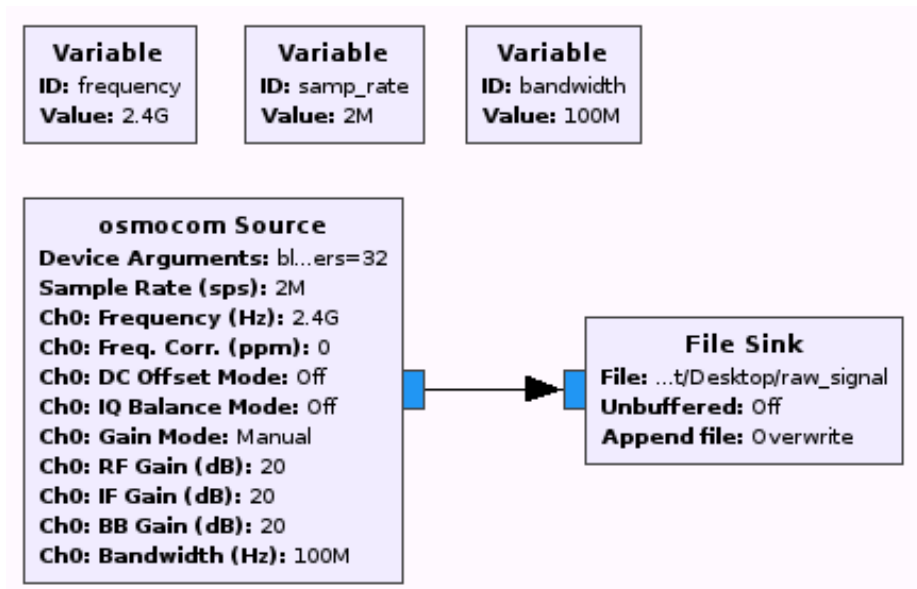 Variable
ID: frequency
Value: 2.4G
Variable
ID: samp_rate
Value: 2M
Variable
ID: bandwidth
Value: 100M
osmocom Source
Device Arguments: bl...ers=32
Sample Rate (sps): 2M
Ch0: Frequency (Hz): 2.4G
Ch0: Freq. Corr. (ppm): 0
Ch0: DC Offset Mode: Off
Ch0: IQ Balance Mode: Off
Ch0: Gain Mode: Manual
Ch0: RF Gain (dB): 20
Ch0: IF Gain (dB): 20
Ch0: BB Gain (dB): 20
Ch0: Bandwidth (Hz): 100M
File Sink
File: ...t/Desktop/raw_signal
Unbuffered: Off
Append file: Overwrite